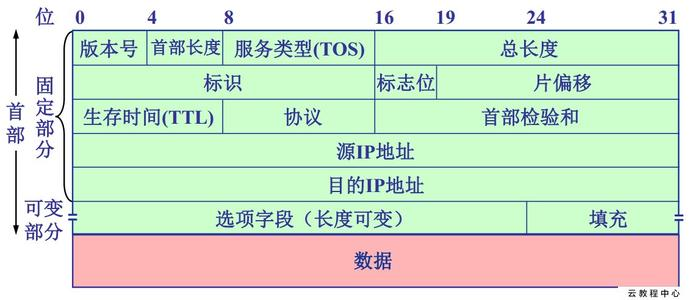 位 0 4 8 16 19 24 31
版本号 首部长度 服务类型(TOS) 总长度
标识 标志位 片偏移
生存时间(TTL) 协议 首部检验和
源IP地址
目的IP地址
选项字段（长度可变） 填充
数据
首部
固定部分
可变
部分
云教程中心